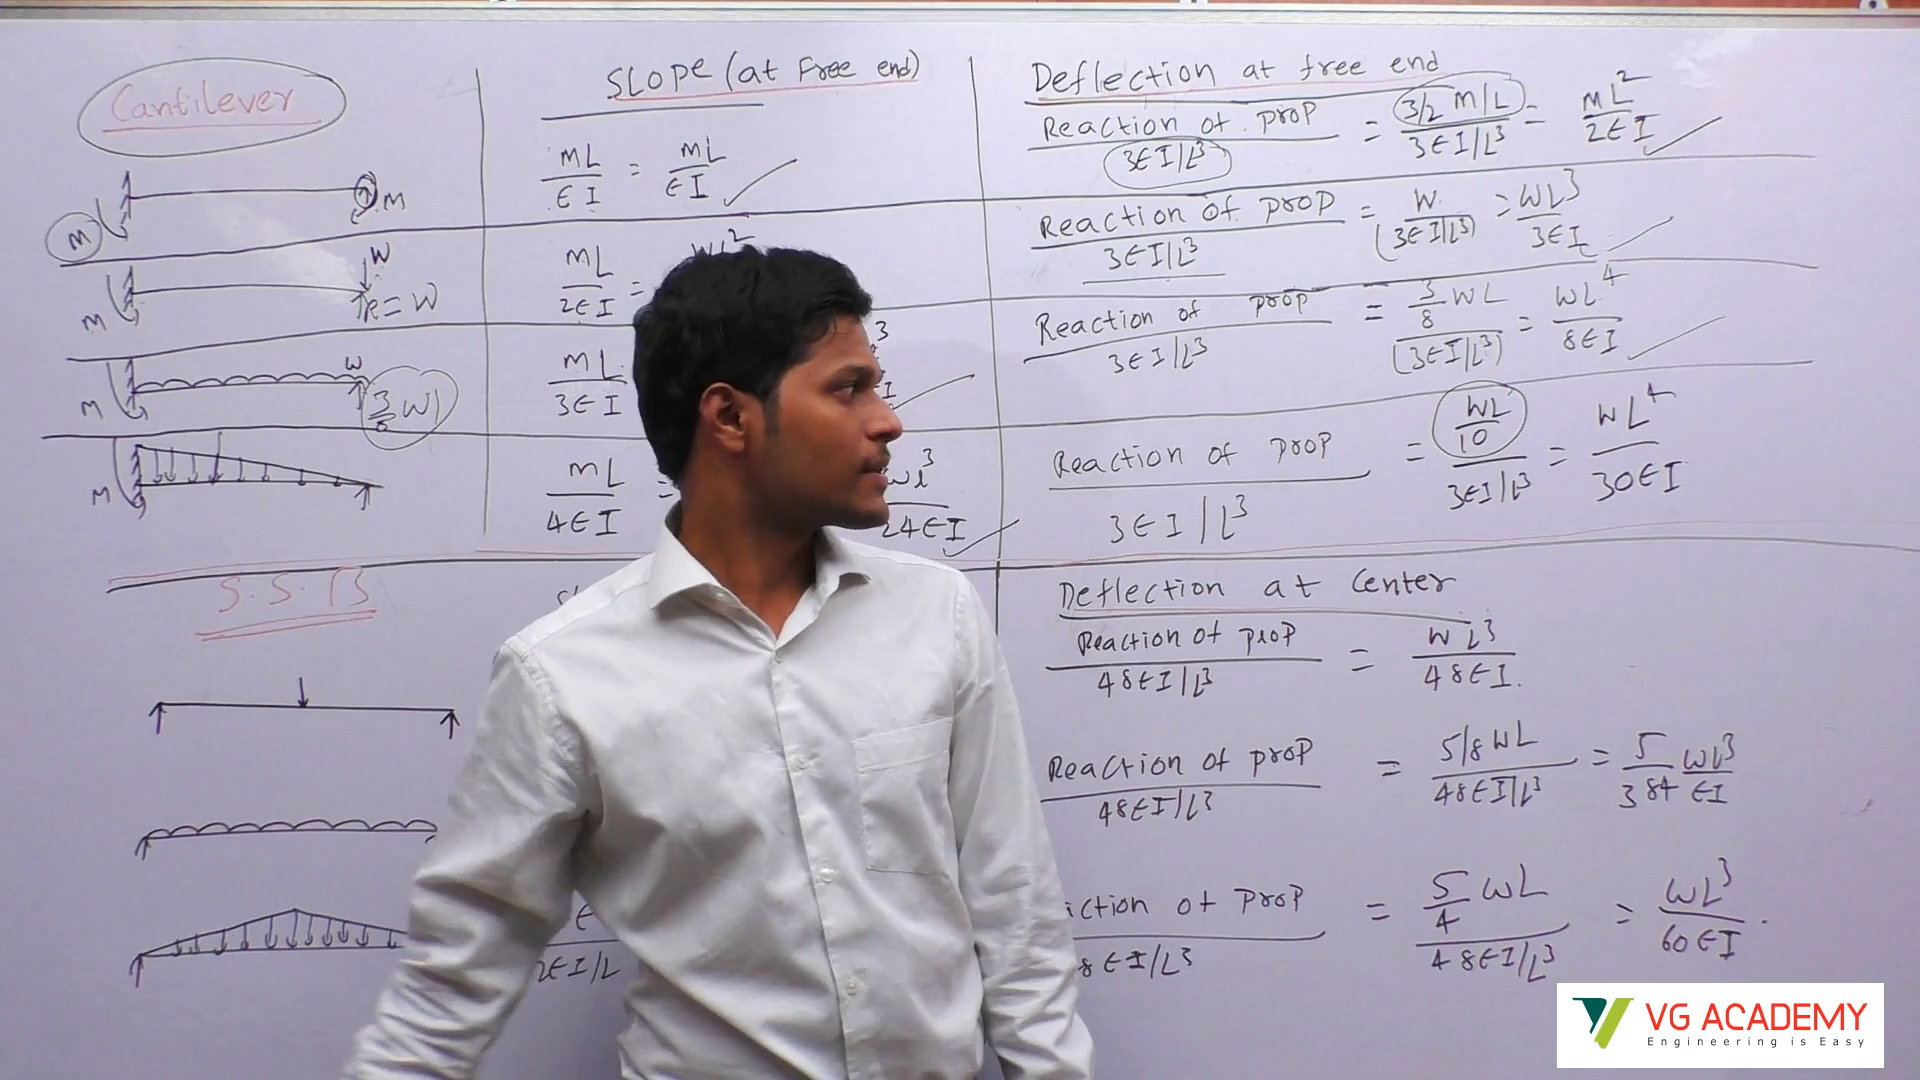 Cantilever
SLOPE (at Free end)
Deflection at free end
M
M
ML/EI = ML/EI
Reaction of prop / 3EI/L³ = 3/2 M/L / 3EI/L³ = ML²/2EI
W
M
R = W
ML/2EI =
Reaction of prop / 3EI/L³ = W / (3EI/L³) = WL³/3EI
W
M
ML/3EI
Reaction of prop / 3EI/L³ = 3/8 WL / (3EI/L³) = WL⁴/8EI
M
ML/4EI =
wl³/24EI
Reaction of prop / 3EI/L³ = WL/10 / 3EI/L³ = WL⁴/30EI
S.S.B
Deflection at Center
Reaction of prop / 48EI/L³ = WL³/48EI.
Reaction of prop / 48EI/L³ = 5/8 WL / 48EI/L³ = 5/384 WL³/EI
2EI/L
iction of prop / 8EI/L³ = 5/4 WL / 48EI/L³ = WL³/60EI.
VG ACADEMY
Engineering is Easy